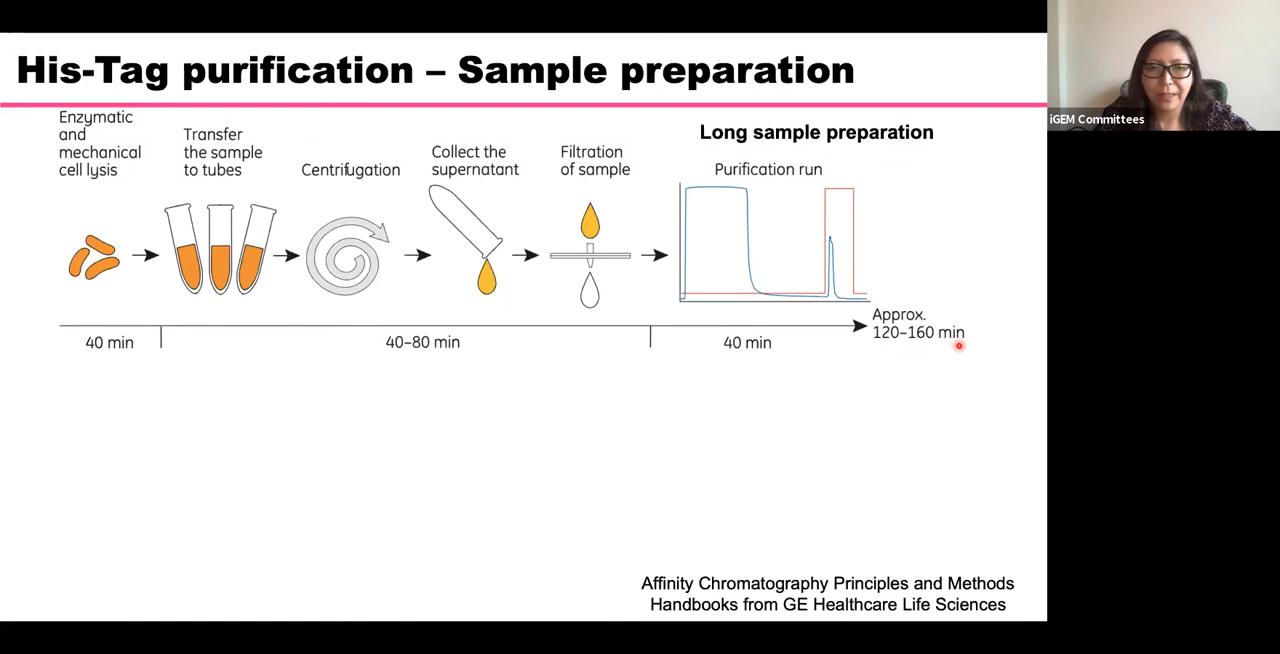 His-Tag purification – Sample preparation
iGEM Committees
Enzymatic
and
mechanical
cell lysis
Transfer
the sample
to tubes
Centrifugation
Collect the
supernatant
Filtration
of sample
Long sample preparation
Purification run
40 min
40–80 min
40 min
Approx.
120–160 min
Affinity Chromatography Principles and Methods
Handbooks from GE Healthcare Life Sciences